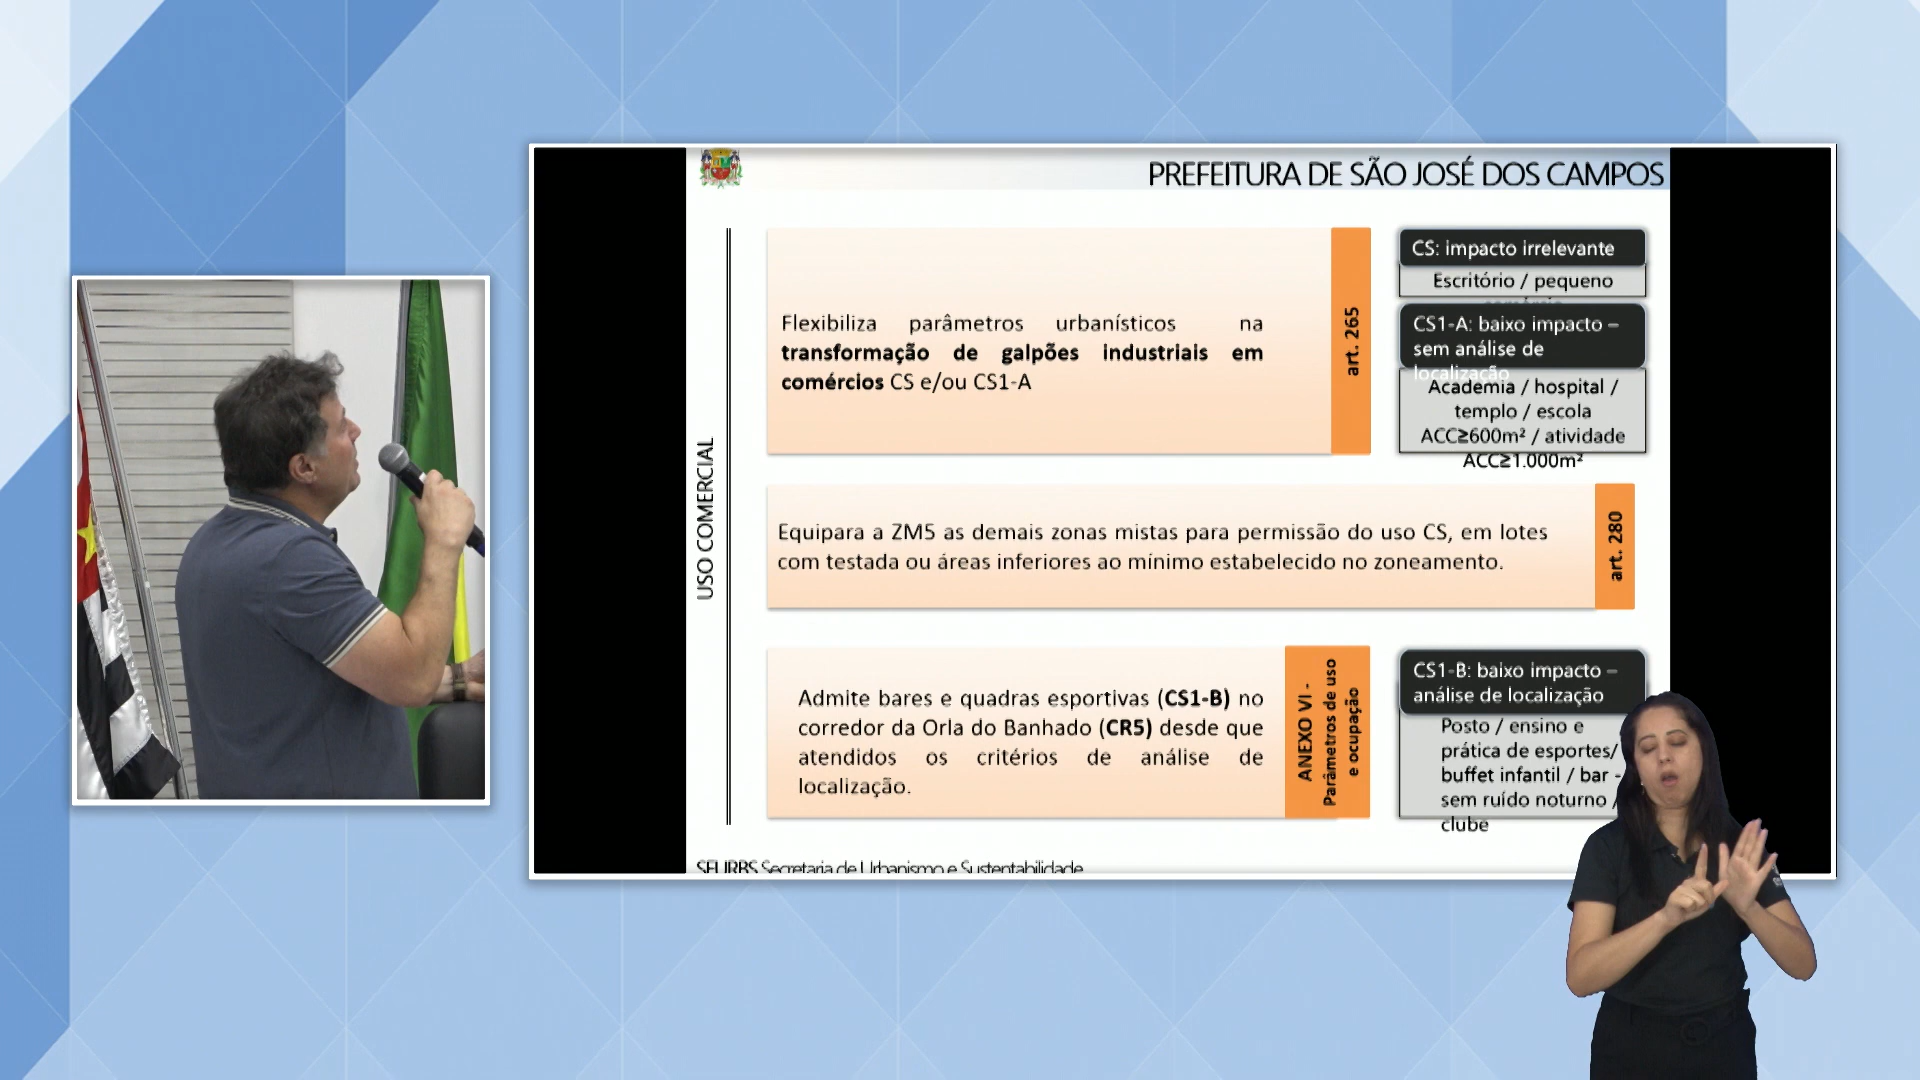 PREFEITURA DE SÃO JOSÉ DOS CAMPOS
USO COMERCIAL
Flexibiliza parâmetros urbanísticos na
transformação de galpões industriais em
comércios CS e/ou CS1-A
art. 265
CS: impacto irrelevante
Escritório / pequeno
CS1-A: baixo impacto –
sem análise de
localização
Academia / hospital /
templo / escola
ACC≥600m² / atividade
ACC≥1.000m²
Equipara a ZM5 as demais zonas mistas para permissão do uso CS, em lotes
com testada ou áreas inferiores ao mínimo estabelecido no zoneamento.
art. 280
Admite bares e quadras esportivas (CS1-B) no
corredor da Orla do Banhado (CR5) desde que
atendidos os critérios de análise de
localização.
ANEXO VI -
Parâmetros de uso
e ocupação
CS1-B: baixo impacto –
análise de localização
Posto / ensino e
prática de esportes/
buffet infantil / bar -
sem ruído noturno /
clube
SEURBS Secretaria de Urbanismo e Sustentabilidade